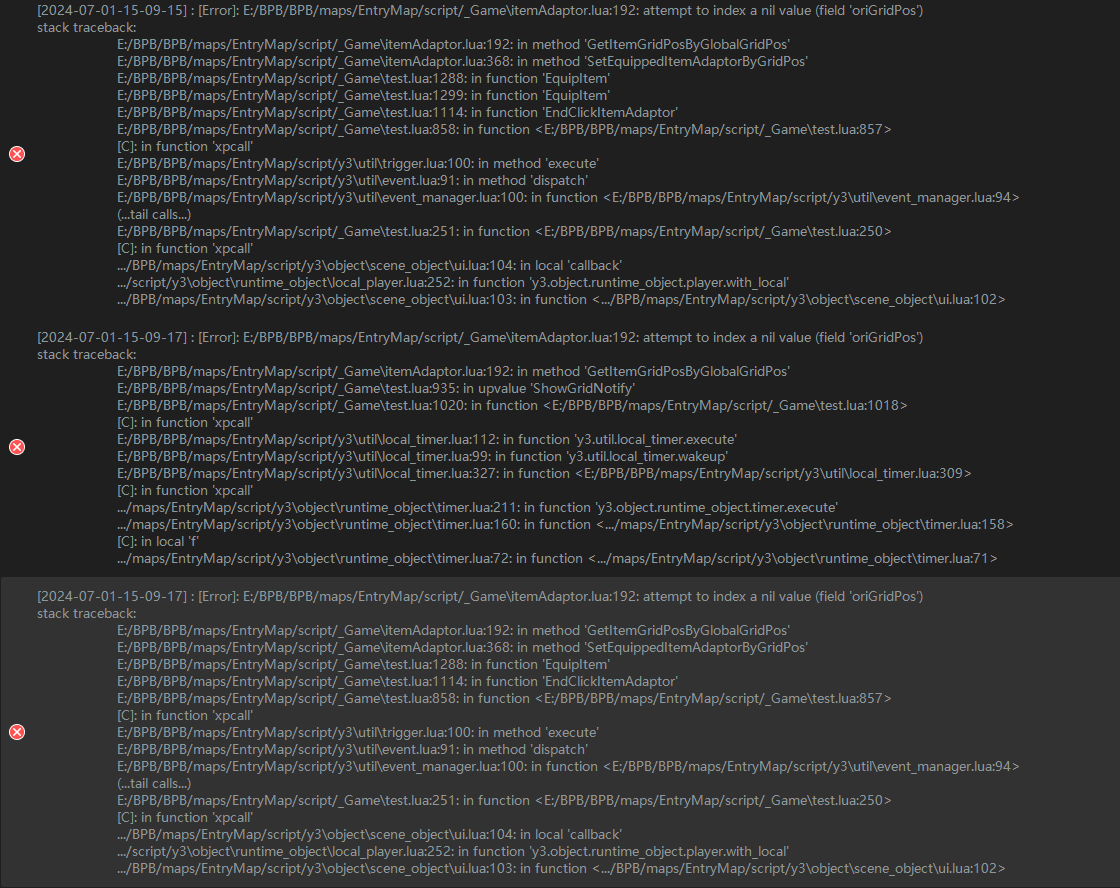 [2024-07-01-15-09-15] : [Error]: E:/BPB/BPB/maps/EntryMap/script/_Game\itemAdaptor.lua:192: attempt to index a nil value (field 'oriGridPos')
stack traceback:
E:/BPB/BPB/maps/EntryMap/script/_Game\itemAdaptor.lua:192: in method 'GetItemGridPosByGlobalGridPos'
E:/BPB/BPB/maps/EntryMap/script/_Game\itemAdaptor.lua:368: in method 'SetEquippedItemAdaptorByGridPos'
E:/BPB/BPB/maps/EntryMap/script/_Game\test.lua:1288: in function 'EquipItem'
E:/BPB/BPB/maps/EntryMap/script/_Game\test.lua:1299: in function 'EquipItem'
E:/BPB/BPB/maps/EntryMap/script/_Game\test.lua:1114: in function 'EndClickItemAdaptor'
E:/BPB/BPB/maps/EntryMap/script/_Game\test.lua:858: in function <E:/BPB/BPB/maps/EntryMap/script/_Game\test.lua:857>
[C]: in function 'xpcall'
E:/BPB/BPB/maps/EntryMap/script/y3\util\trigger.lua:100: in method 'execute'
E:/BPB/BPB/maps/EntryMap/script/y3\util\event.lua:91: in method 'dispatch'
E:/BPB/BPB/maps/EntryMap/script/y3\util\event_manager.lua:100: in function <E:/BPB/BPB/maps/EntryMap/script/y3\util\event_manager.lua:94>
(...tail calls...)
E:/BPB/BPB/maps/EntryMap/script/_Game\test.lua:251: in function <E:/BPB/BPB/maps/EntryMap/script/_Game\test.lua:250>
[C]: in function 'xpcall'
.../BPB/maps/EntryMap/script/y3\object\scene_object\ui.lua:104: in local 'callback'
.../script/y3\object\runtime_object\local_player.lua:252: in function 'y3.object.runtime_object.player.with_local'
.../BPB/maps/EntryMap/script/y3\object\scene_object\ui.lua:103: in function <.../BPB/maps/EntryMap/script/y3\object\scene_object\ui.lua:102>
[2024-07-01-15-09-17] : [Error]: E:/BPB/BPB/maps/EntryMap/script/_Game\itemAdaptor.lua:192: attempt to index a nil value (field 'oriGridPos')
stack traceback:
E:/BPB/BPB/maps/EntryMap/script/_Game\itemAdaptor.lua:192: in method 'GetItemGridPosByGlobalGridPos'
E:/BPB/BPB/maps/EntryMap/script/_Game\test.lua:935: in upvalue 'ShowGridNotify'
E:/BPB/BPB/maps/EntryMap/script/_Game\test.lua:1020: in function <E:/BPB/BPB/maps/EntryMap/script/_Game\test.lua:1018>
[C]: in function 'xpcall'
E:/BPB/BPB/maps/EntryMap/script/y3\util\local_timer.lua:112: in function 'y3.util.local_timer.execute'
E:/BPB/BPB/maps/EntryMap/script/y3\util\local_timer.lua:99: in function 'y3.util.local_timer.wakeup'
E:/BPB/BPB/maps/EntryMap/script/y3\util\local_timer.lua:327: in function <E:/BPB/BPB/maps/EntryMap/script/y3\util\local_timer.lua:309>
[C]: in function 'xpcall'
.../maps/EntryMap/script/y3\object\runtime_object\timer.lua:211: in function 'y3.object.runtime_object.timer.execute'
.../maps/EntryMap/script/y3\object\runtime_object\timer.lua:160: in function <.../maps/EntryMap/script/y3\object\runtime_object\timer.lua:158>
[C]: in local 'f'
.../maps/EntryMap/script/y3\object\runtime_object\timer.lua:72: in function <.../maps/EntryMap/script/y3\object\runtime_object\timer.lua:71>
[2024-07-01-15-09-17] : [Error]: E:/BPB/BPB/maps/EntryMap/script/_Game\itemAdaptor.lua:192: attempt to index a nil value (field 'oriGridPos')
stack traceback:
E:/BPB/BPB/maps/EntryMap/script/_Game\itemAdaptor.lua:192: in method 'GetItemGridPosByGlobalGridPos'
E:/BPB/BPB/maps/EntryMap/script/_Game\itemAdaptor.lua:368: in method 'SetEquippedItemAdaptorByGridPos'
E:/BPB/BPB/maps/EntryMap/script/_Game\test.lua:1288: in function 'EquipItem'
E:/BPB/BPB/maps/EntryMap/script/_Game\test.lua:1114: in function 'EndClickItemAdaptor'
E:/BPB/BPB/maps/EntryMap/script/_Game\test.lua:858: in function <E:/BPB/BPB/maps/EntryMap/script/_Game\test.lua:857>
[C]: in function 'xpcall'
E:/BPB/BPB/maps/EntryMap/script/y3\util\trigger.lua:100: in method 'execute'
E:/BPB/BPB/maps/EntryMap/script/y3\util\event.lua:91: in method 'dispatch'
E:/BPB/BPB/maps/EntryMap/script/y3\util\event_manager.lua:100: in function <E:/BPB/BPB/maps/EntryMap/script/y3\util\event_manager.lua:94>
(...tail calls...)
E:/BPB/BPB/maps/EntryMap/script/_Game\test.lua:251: in function <E:/BPB/BPB/maps/EntryMap/script/_Game\test.lua:250>
[C]: in function 'xpcall'
.../BPB/maps/EntryMap/script/y3\object\scene_object\ui.lua:104: in local 'callback'
.../script/y3\object\runtime_object\local_player.lua:252: in function 'y3.object.runtime_object.player.with_local'
.../BPB/maps/EntryMap/script/y3\object\scene_object\ui.lua:103: in function <.../BPB/maps/EntryMap/script/y3\object\scene_object\ui.lua:102>